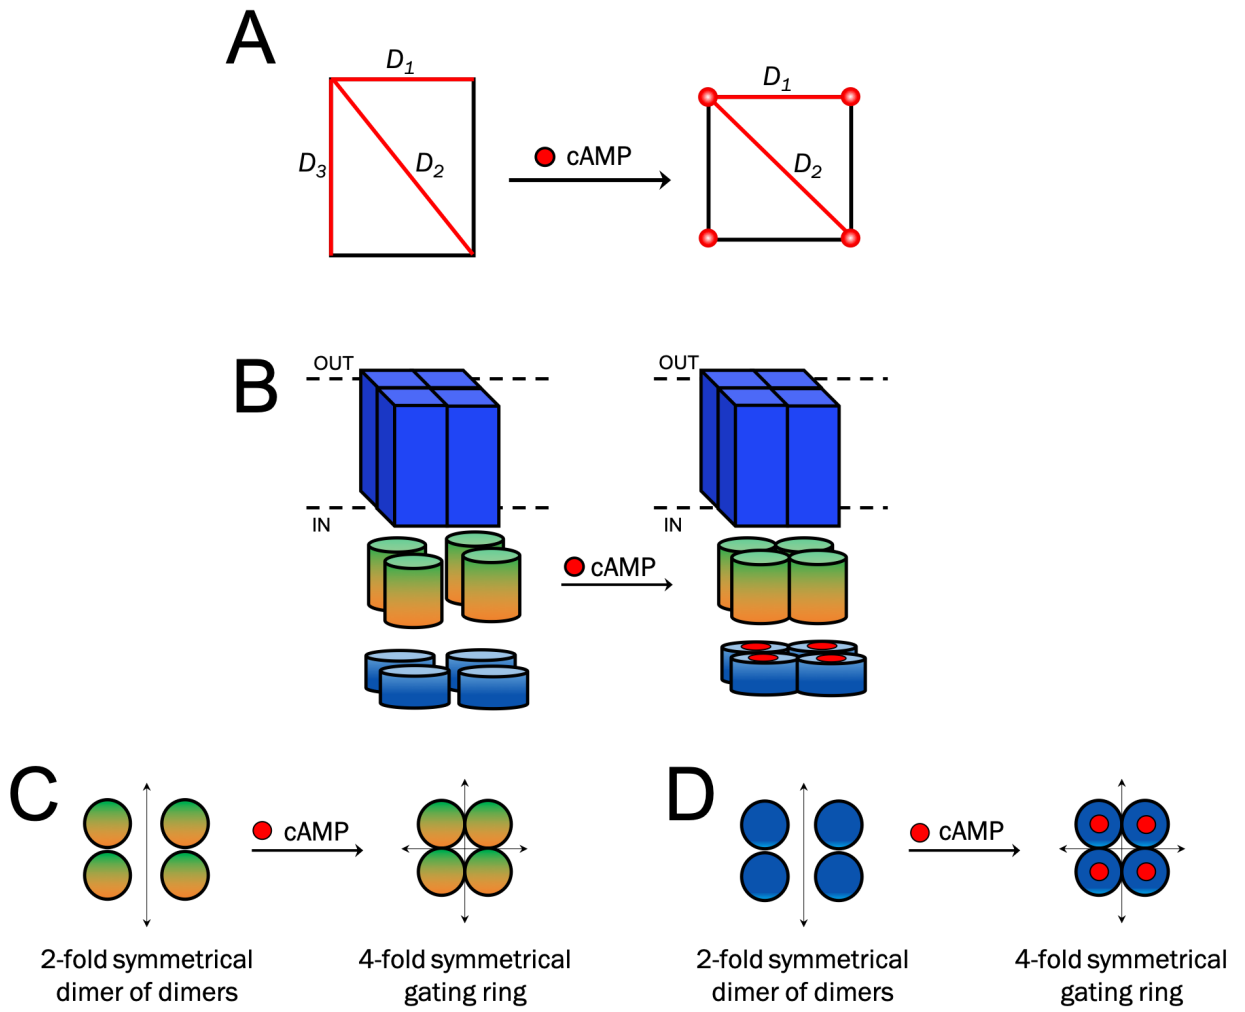 A
D1
D3
D2
cAMP
D1
D2
B
OUT
IN
cAMP
OUT
IN
C
cAMP
2-fold symmetrical
dimer of dimers
4-fold symmetrical
gating ring
D
cAMP
2-fold symmetrical
dimer of dimers
4-fold symmetrical
gating ring